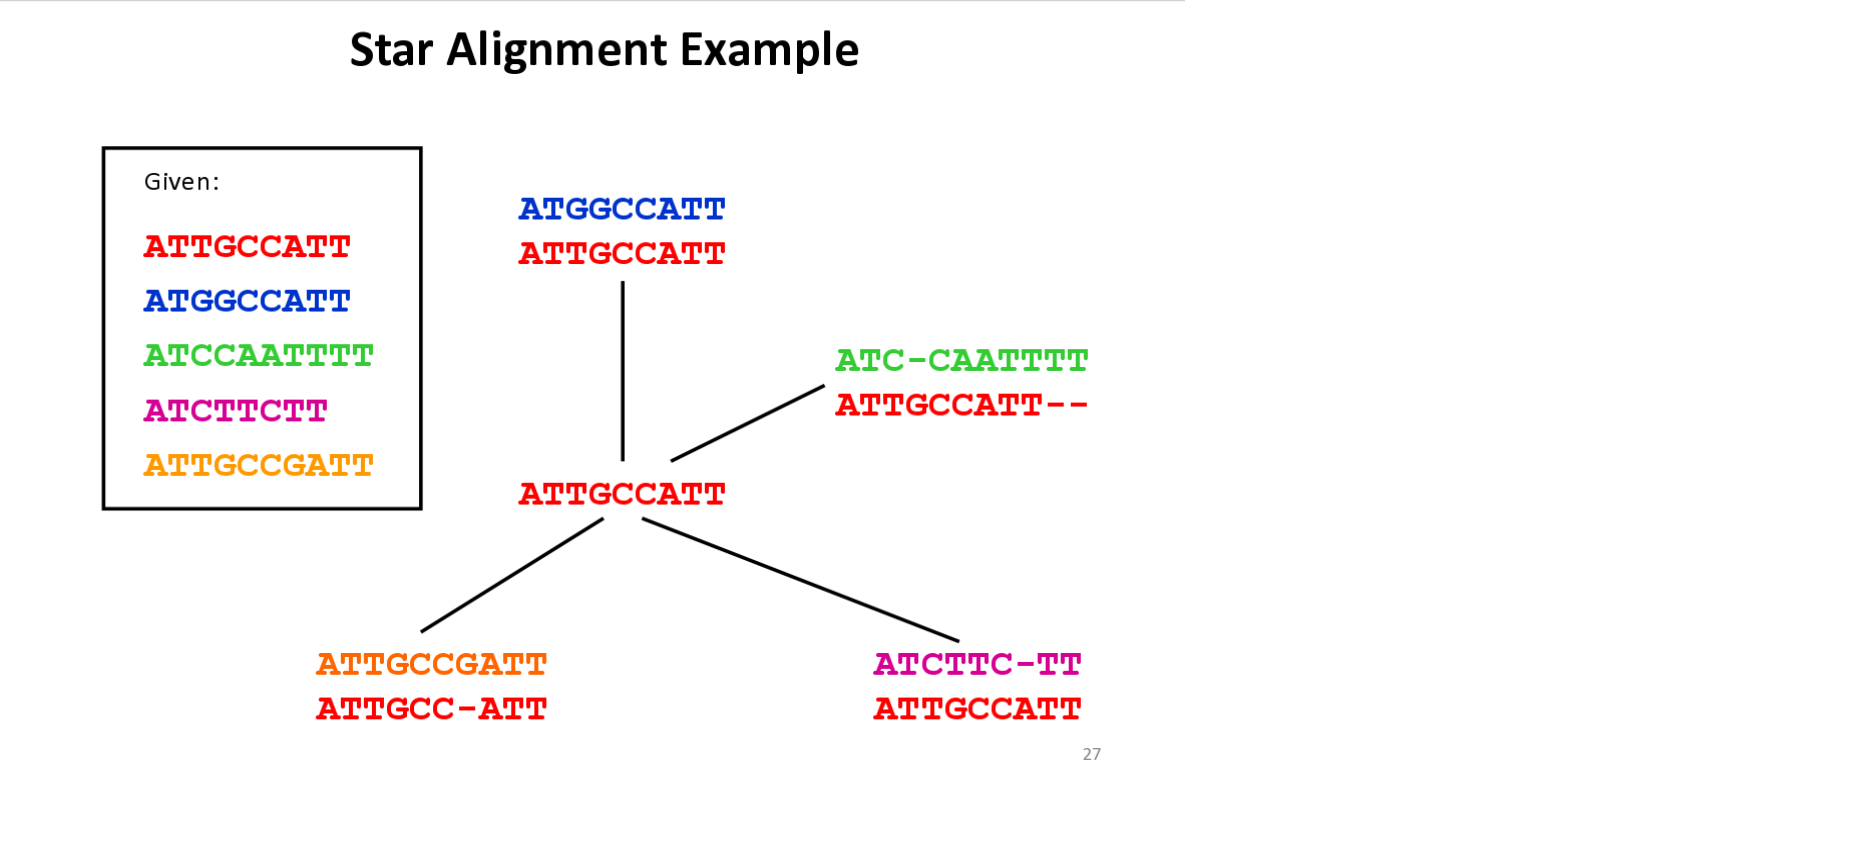 Star Alignment Example
Given:
ATTGCCATT
ATGGCCATT
ATCCAATTTT
ATCTTCTT
ATTGCCGATT
ATGGCCATT
ATTGCCATT
ATC-CAATTTT
ATTGCCATT--
ATTGCCATT
ATTGCCGATT
ATTGCC-ATT
ATCTTC-TT
ATTGCCATT
27